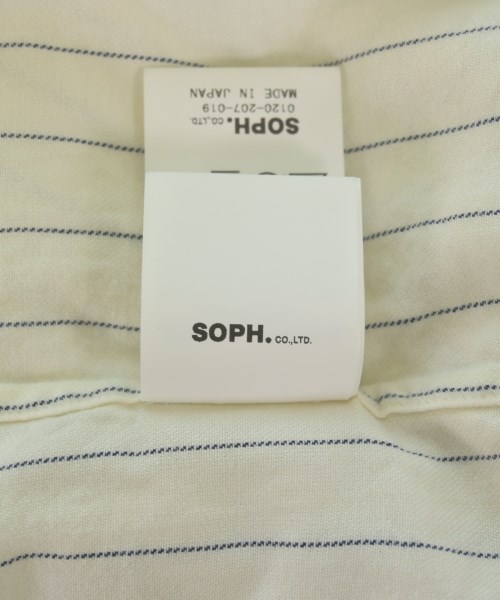 MADE IN JAPAN
0120-207-019
SOPH. CO.,LTD.
SOPH. CO.,LTD.